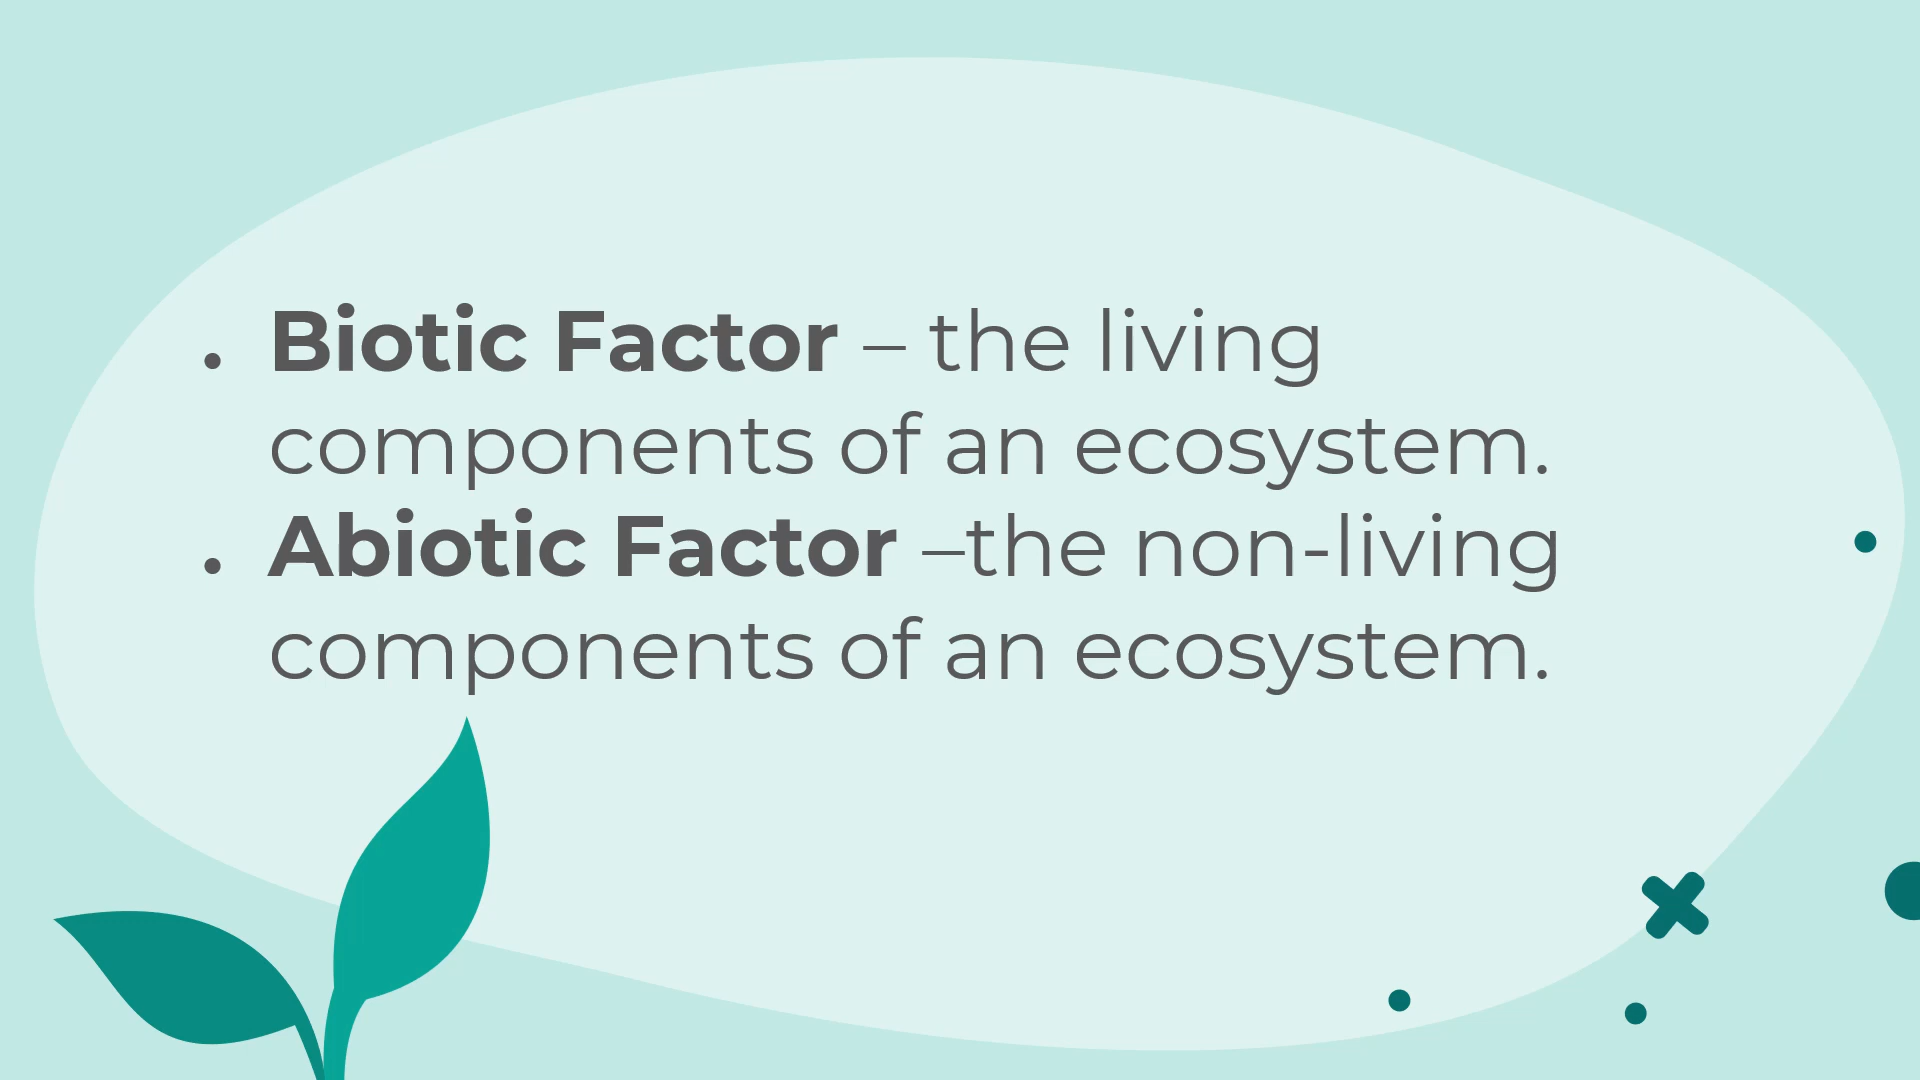 • Biotic Factor – the living
components of an ecosystem.
• Abiotic Factor –the non-living
components of an ecosystem.